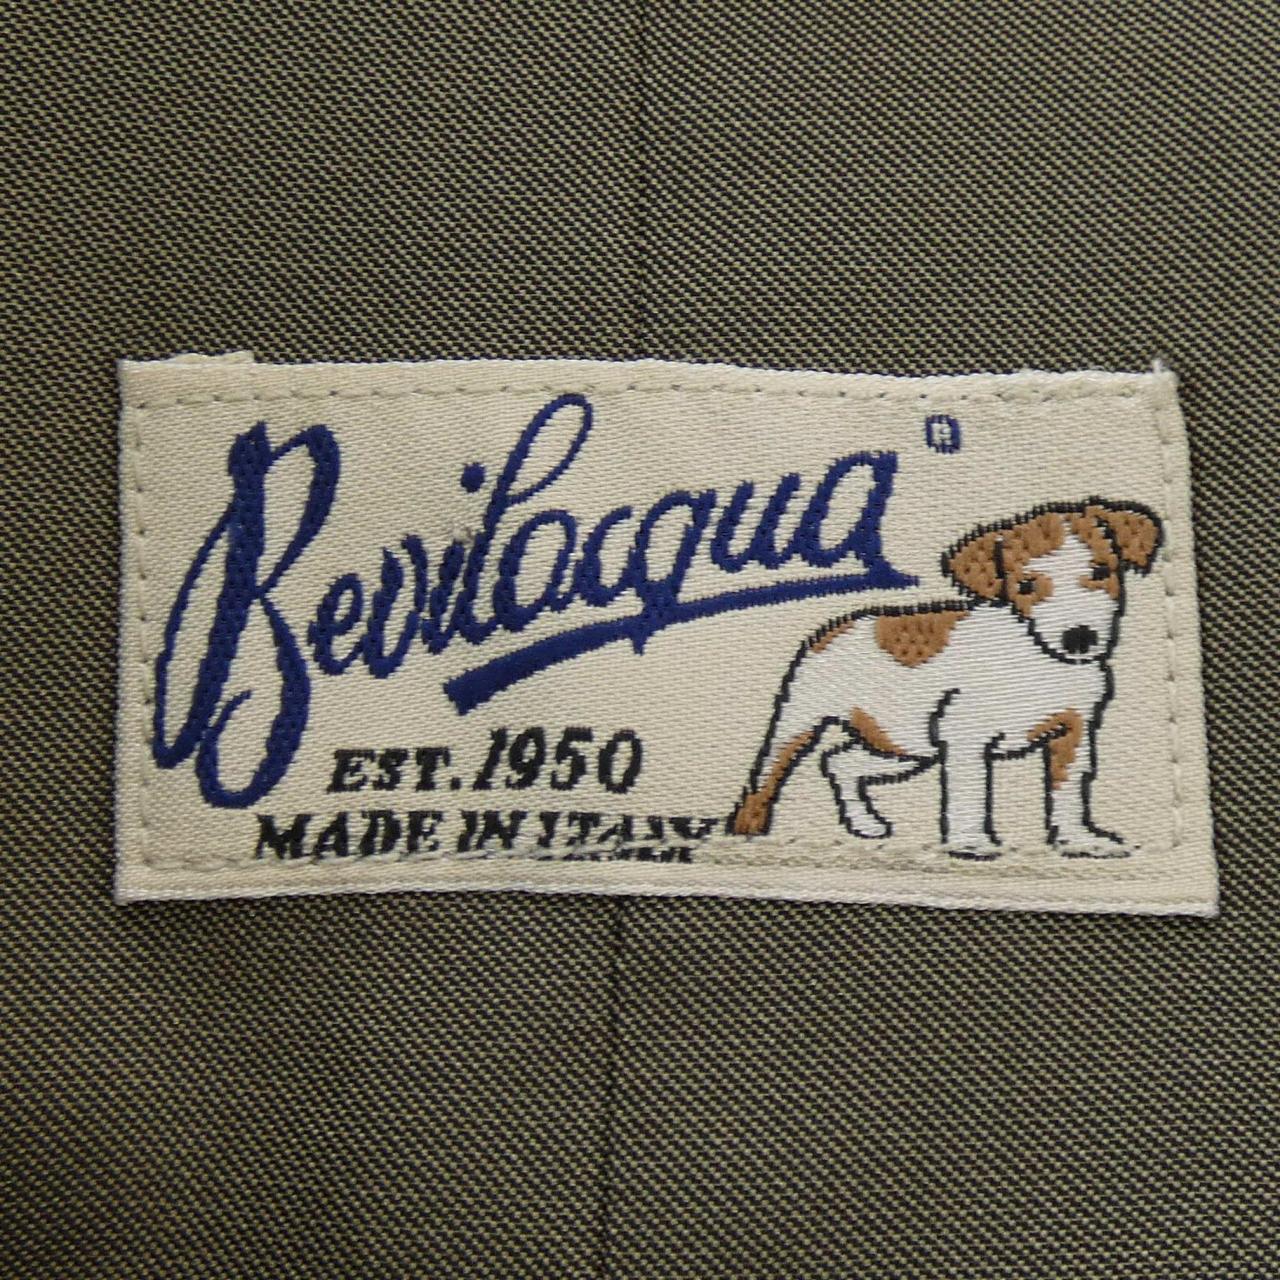 Bevilacqua ®
EST. 1950
MADE IN ITALY